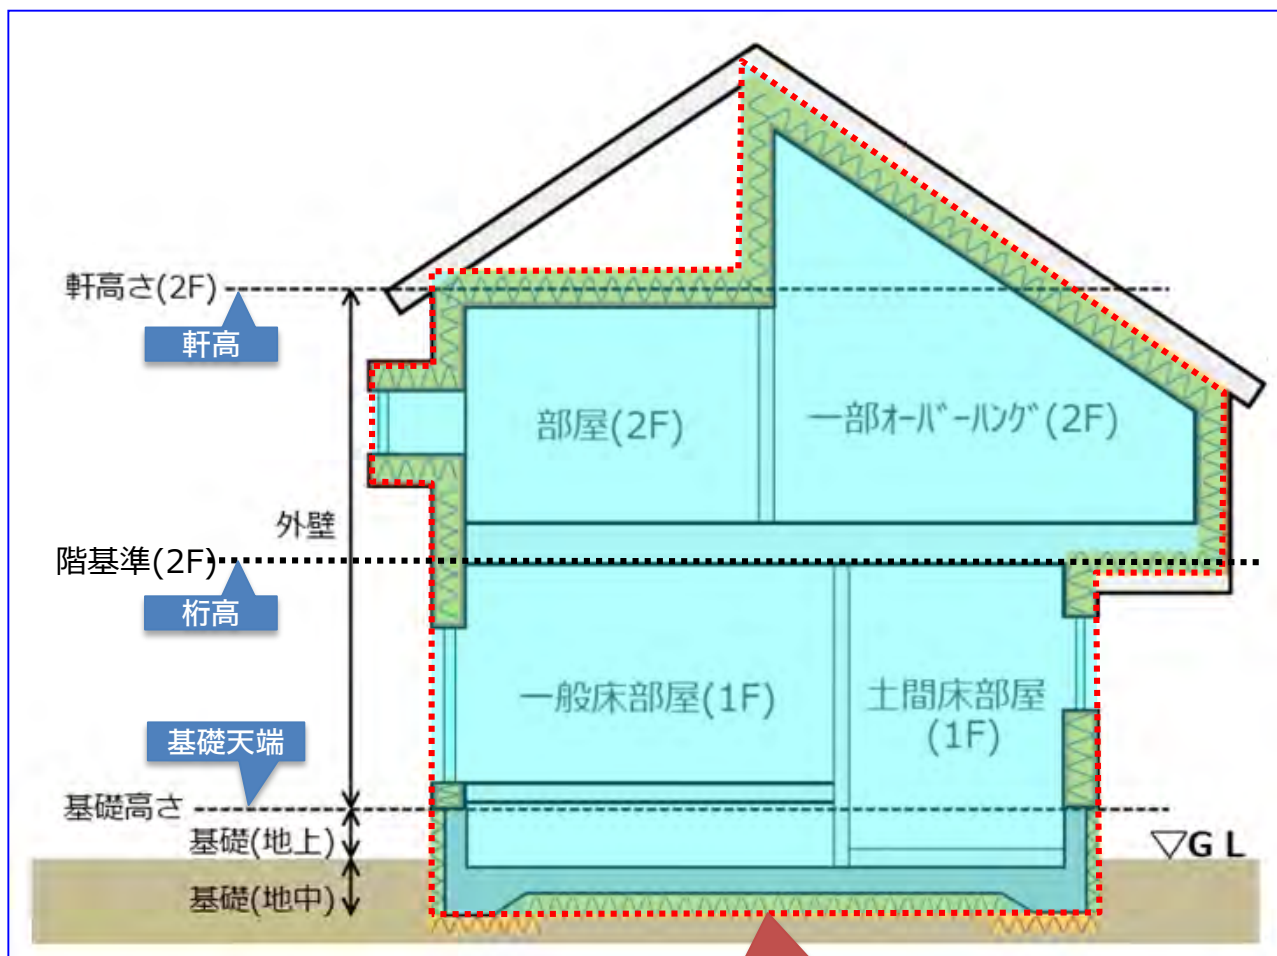 軒高さ(2F)
軒高
部屋(2F)
一部ｵｰﾊﾞｰﾊﾝｸﾞ(2F)
外壁
階基準(2F)
桁高
一般床部屋(1F)
土間床部屋
(1F)
基礎天端
基礎高さ
基礎(地上)
▽G L
基礎(地中)